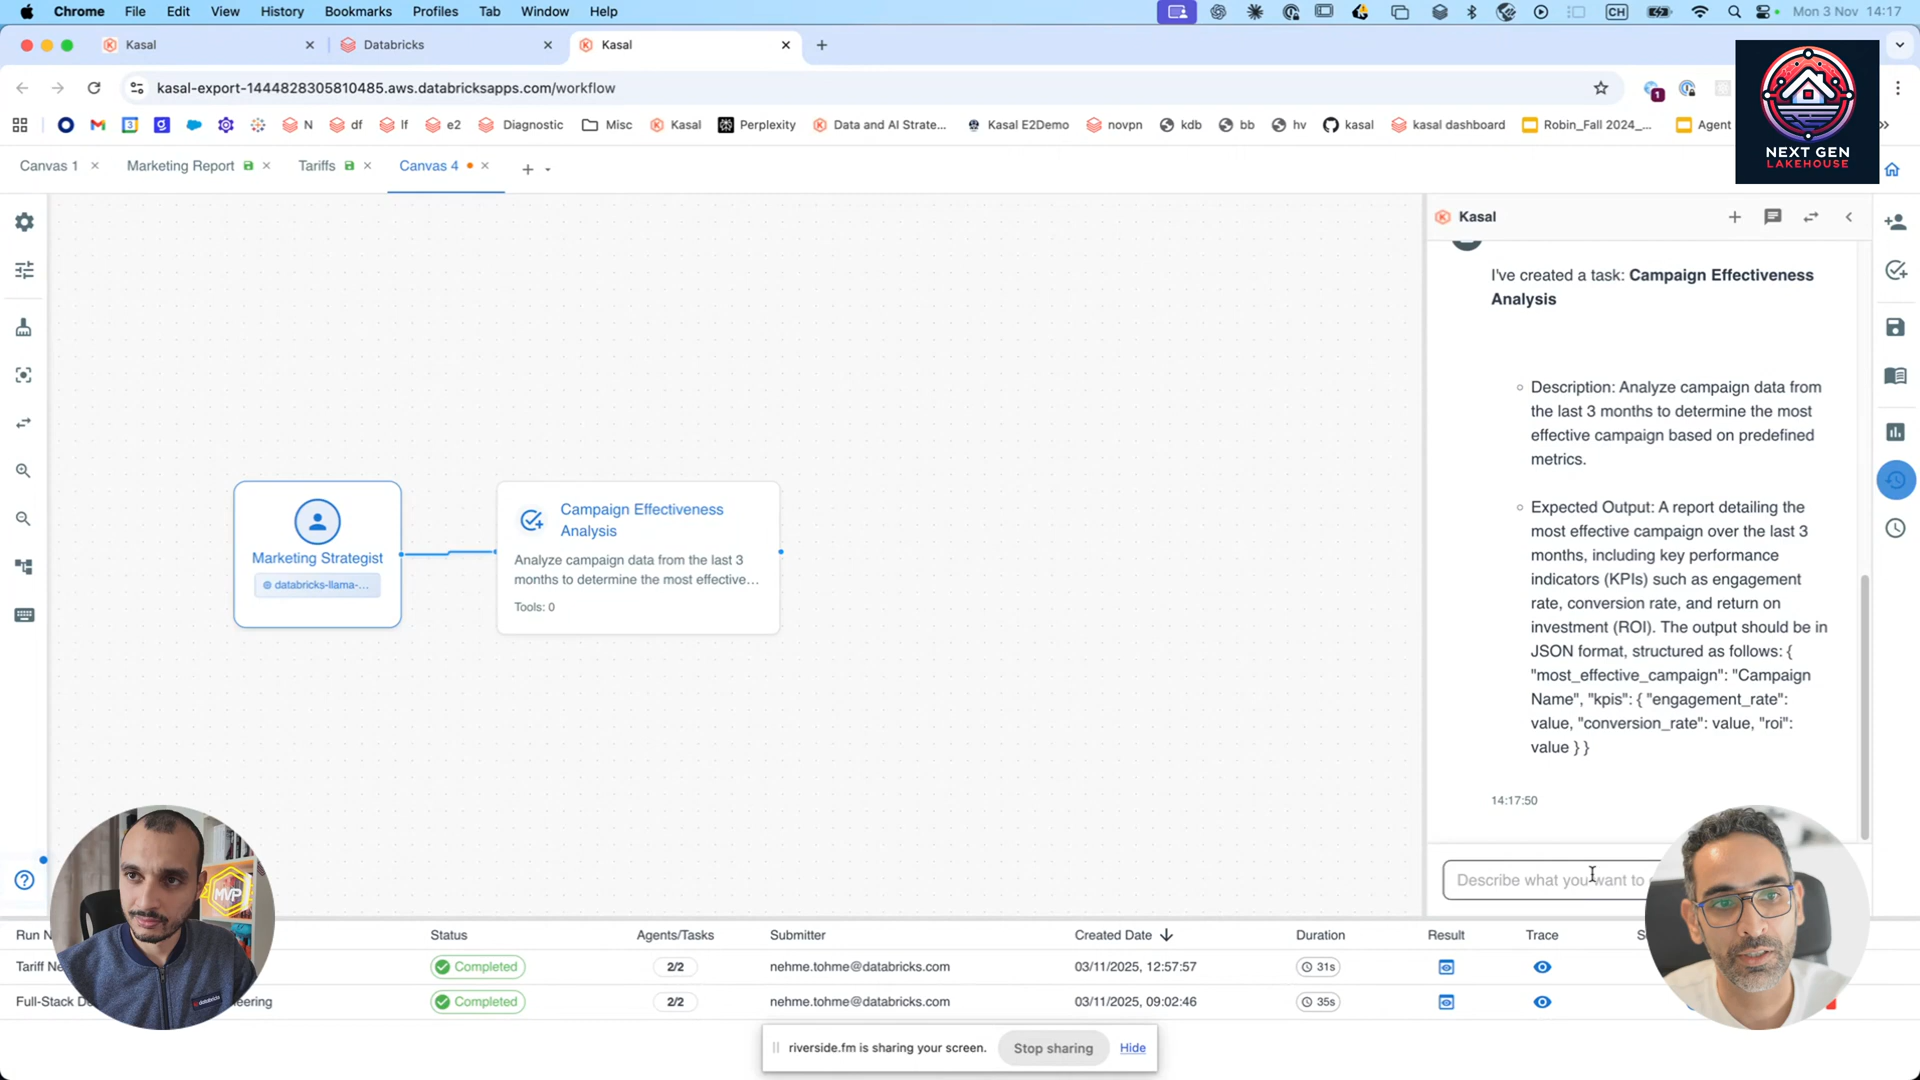 Chrome File Edit View History Bookmarks Profiles Tab Window Help
CH
Mon 3 Nov 14:17
Kasal
Databricks
Kasal
kasal-export-1444828305810485.aws.databricksapps.com/workflow
1
N
df
lf
e2
Diagnostic
Misc
Kasal
Perplexity
Data and AI Strate...
Kasal E2Demo
novpn
kdb
bb
hv
kasal
kasal dashboard
Robin_Fall 2024_...
Agent
NEXT GEN
LAKEHOUSE
Canvas 1
Marketing Report
Tariffs
Canvas 4
Kasal
I've created a task: Campaign Effectiveness
Analysis
Description: Analyze campaign data from
the last 3 months to determine the most
effective campaign based on predefined
metrics.
Expected Output: A report detailing the
most effective campaign over the last 3
months, including key performance
indicators (KPIs) such as engagement
rate, conversion rate, and return on
investment (ROI). The output should be in
JSON format, structured as follows: {
"most_effective_campaign": "Campaign
Name", "kpis": { "engagement_rate":
value, "conversion_rate": value, "roi":
value } }
14:17:50
Describe what you want to
Marketing Strategist
databricks-llama-...
Campaign Effectiveness
Analysis
Analyze campaign data from the last 3
months to determine the most effective...
Tools: 0
MVP
Run N
Status
Agents/Tasks
Submitter
Created Date
Duration
Result
Trace
S
Tariff Ne
Completed
2/2
nehme.tohme@databricks.com
03/11/2025, 12:57:57
31s
Full-Stack De
eering
Completed
2/2
nehme.tohme@databricks.com
03/11/2025, 09:02:46
35s
riverside.fm is sharing your screen.
Stop sharing
Hide